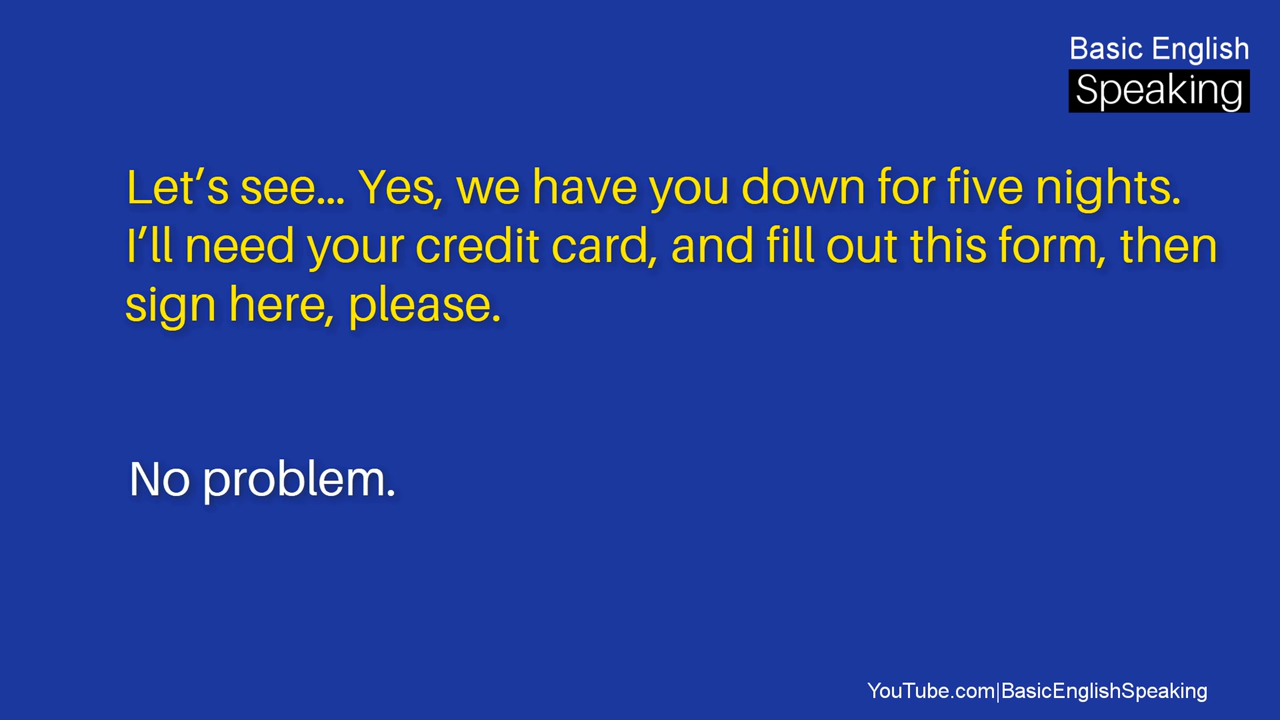 Basic English
Speaking
Let’s see... Yes, we have you down for five nights.
I’ll need your credit card, and fill out this form, then
sign here, please.
No problem.
YouTube.com|BasicEnglishSpeaking